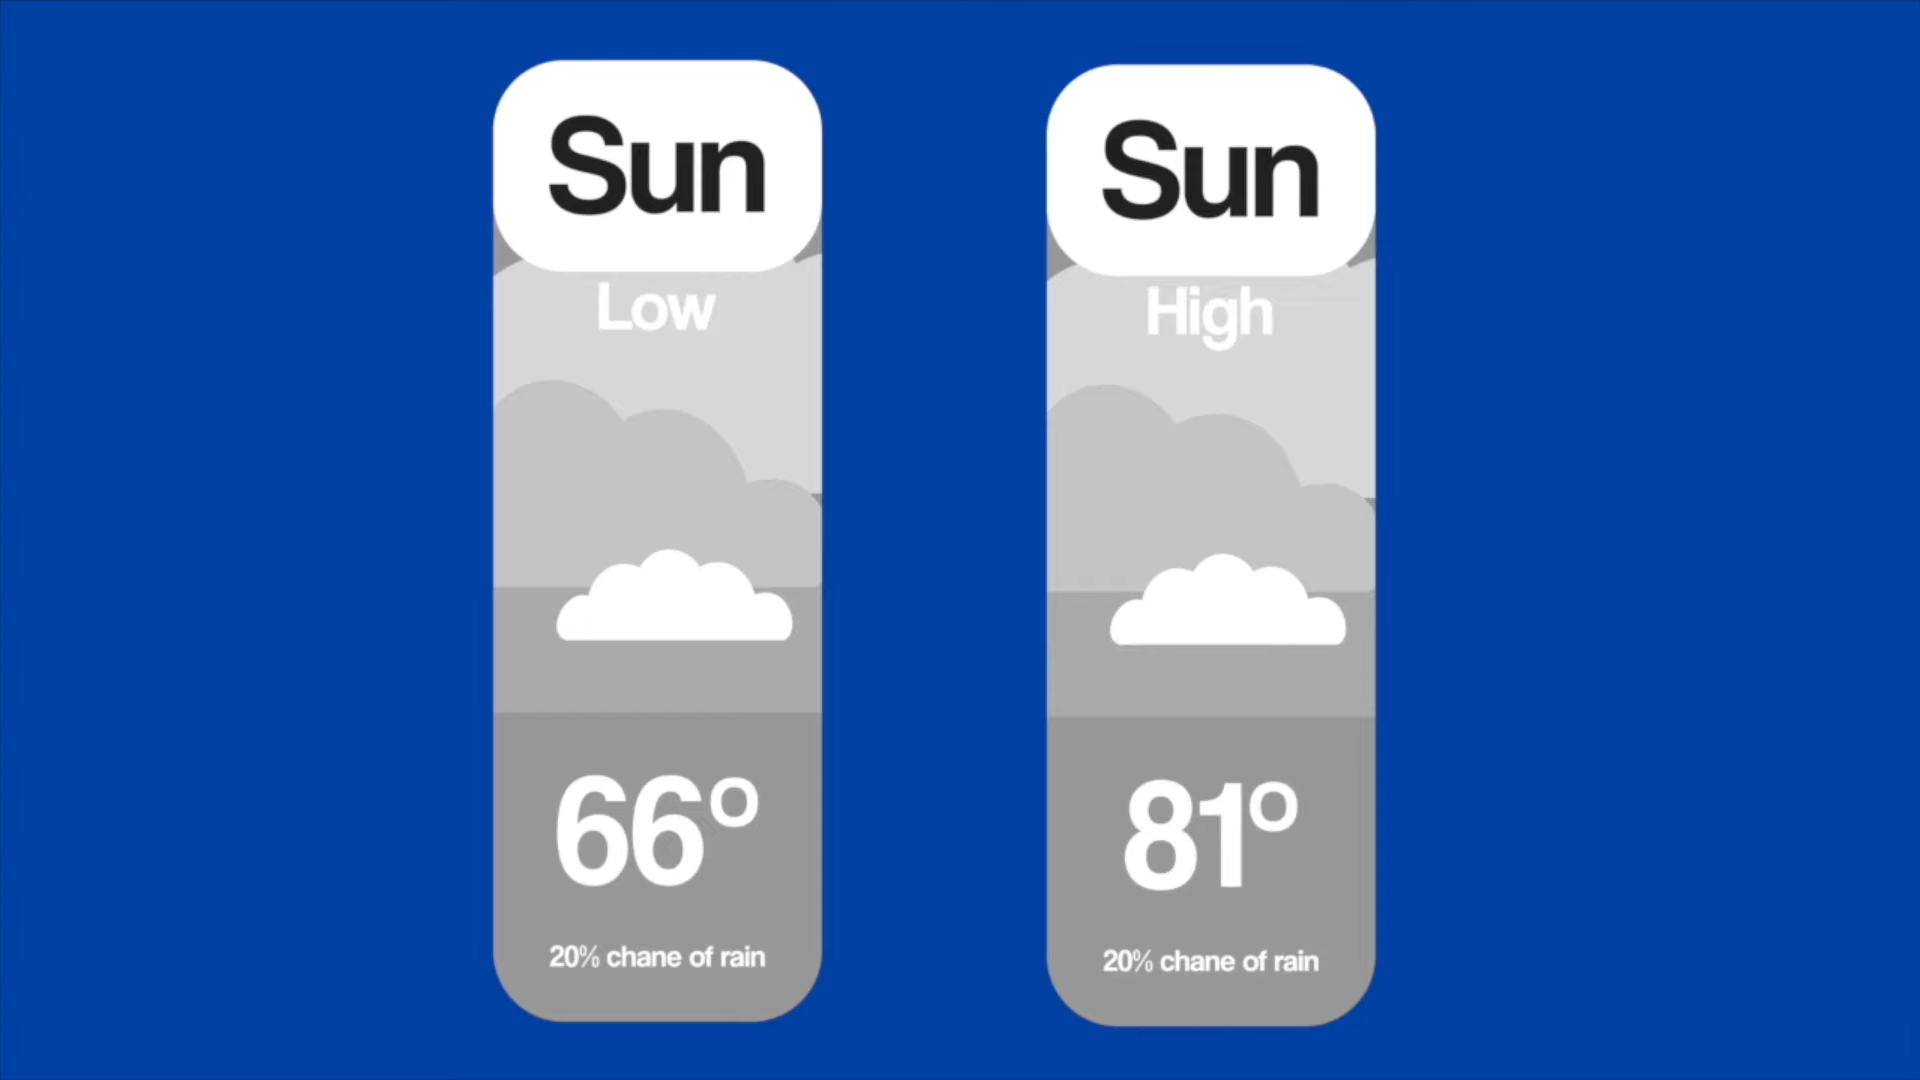 Sun
Low
66°
20% chane of rain
Sun
High
81°
20% chane of rain